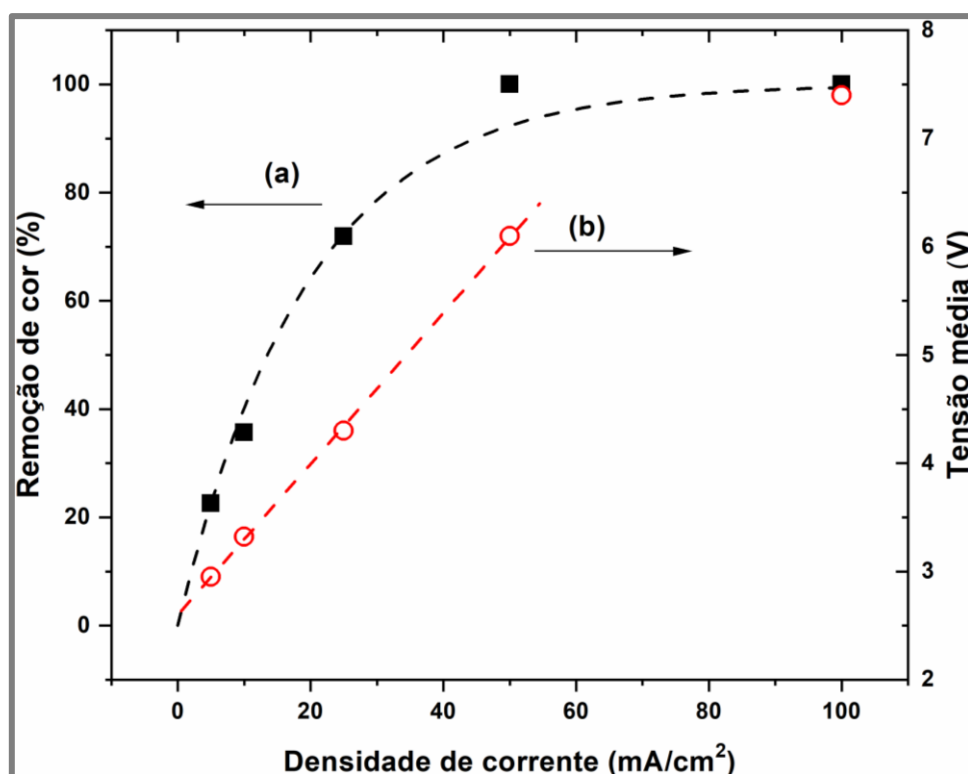 Remoção de cor (%)
100
80
60
40
20
0
(a)
(b)
8
7
6
5
4
3
2
Tensão média (V)
0 20 40 60 80 100
Densidade de corrente (mA/cm²)